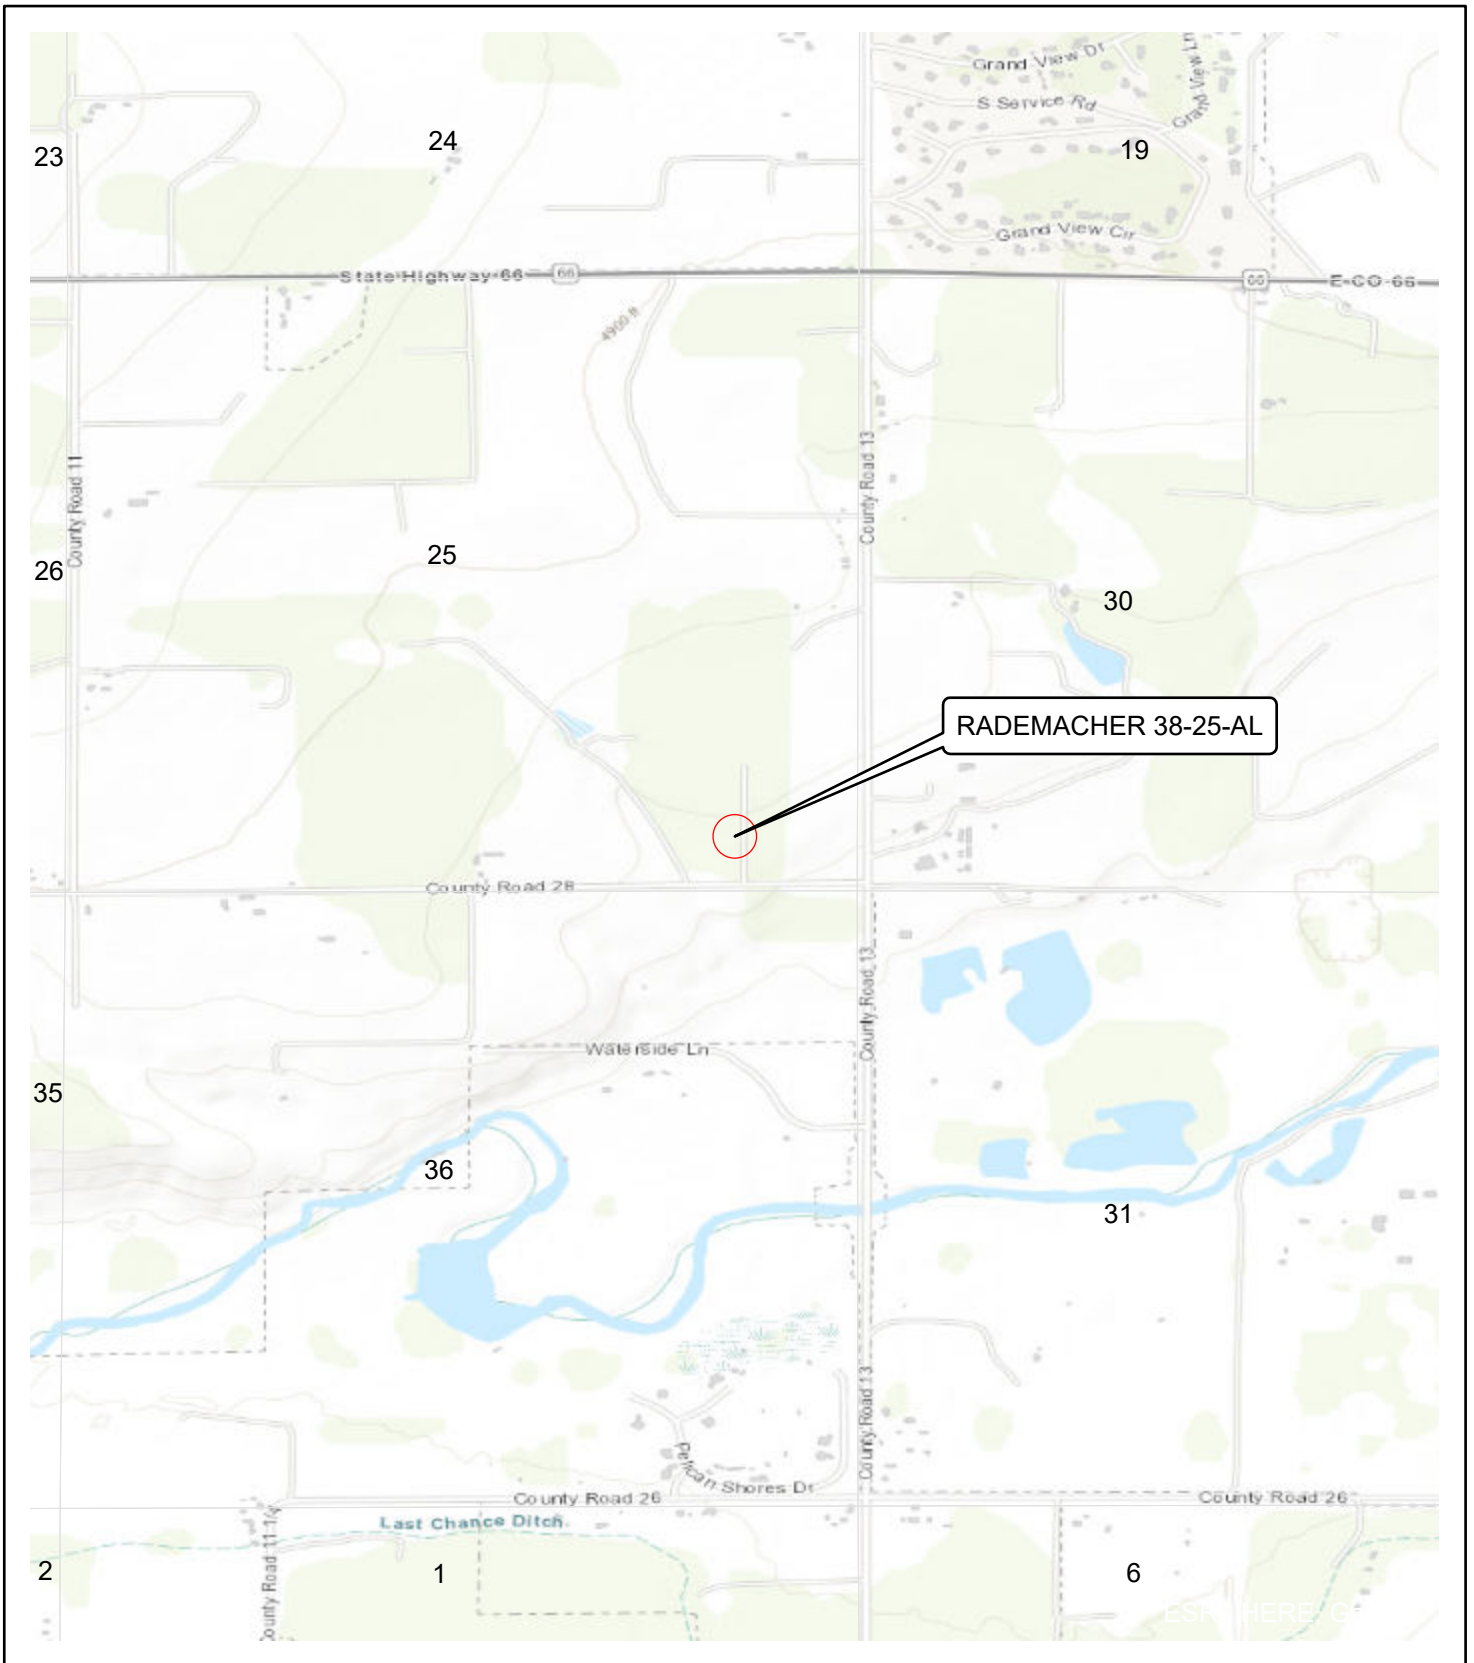 Grand View Dr
S Service Rd
Grand View Ln
23
24
19
Grand View Cir
State Highway 66
66
E CO-66
4900 ft
County Road 11
County Road 13
25
26
30
RADEMACHER 38-25-AL
County Road 28
County Road 13
Waterside Ln
35
36
31
County Road 13
Pelican Shores Dr
County Road 26
County Road 26
Last Chance Ditch
County Road 11 1/4
2
1
6
ESRI, HERE, G